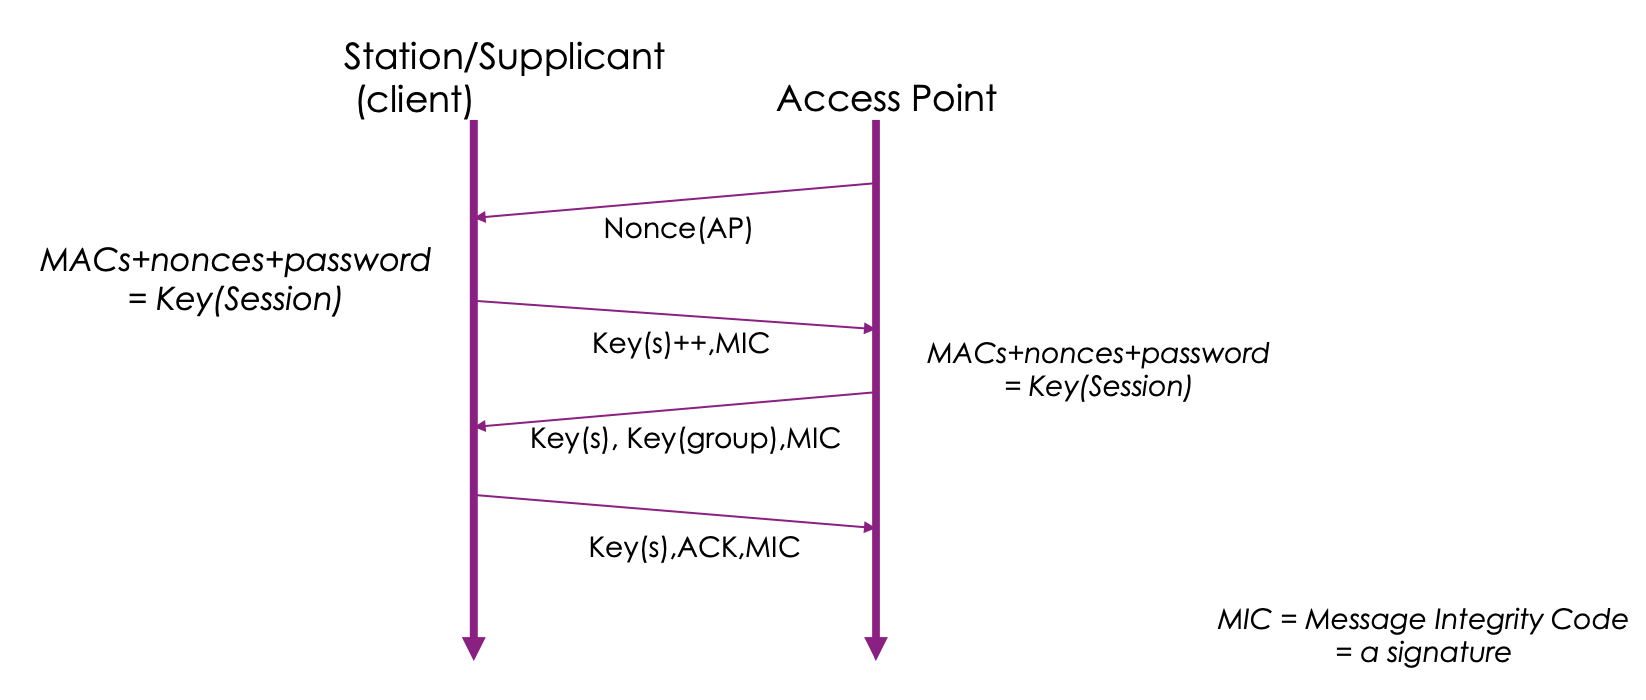 Station/Supplicant
(client)
Access Point
Nonce(AP)
MACs+nonces+password
= Key(Session)
Key(s)++,MIC
MACs+nonces+password
= Key(Session)
Key(s), Key(group),MIC
Key(s),ACK,MIC
MIC = Message Integrity Code
= a signature